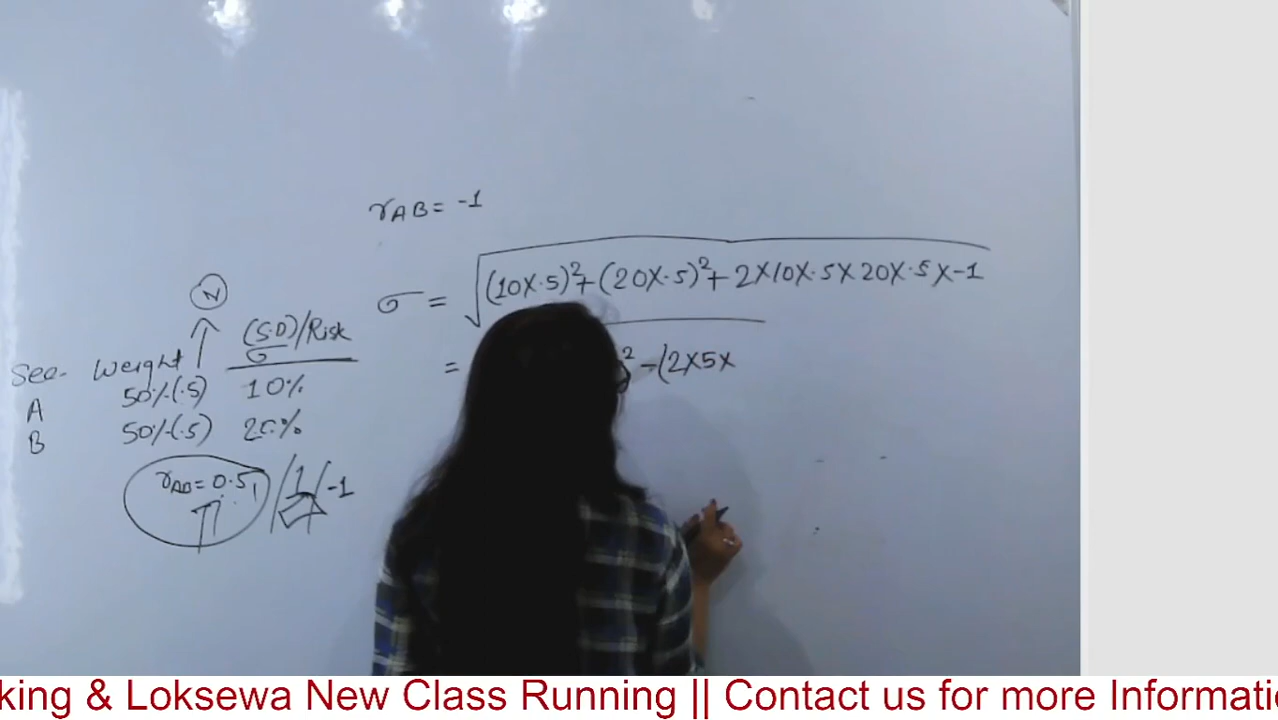 rAB = -1
σ = √(10×.5)²+(20×.5)²+2×10×.5×20×.5×-1
= ² -(2×5×
N
Sec. Weight (S.D)/Risk
σ
A 50%(.5) 10%
B 50%(.5) 20%
rAB = 0.5, /1/-1
king & Loksewa New Class Running || Contact us for more Informati